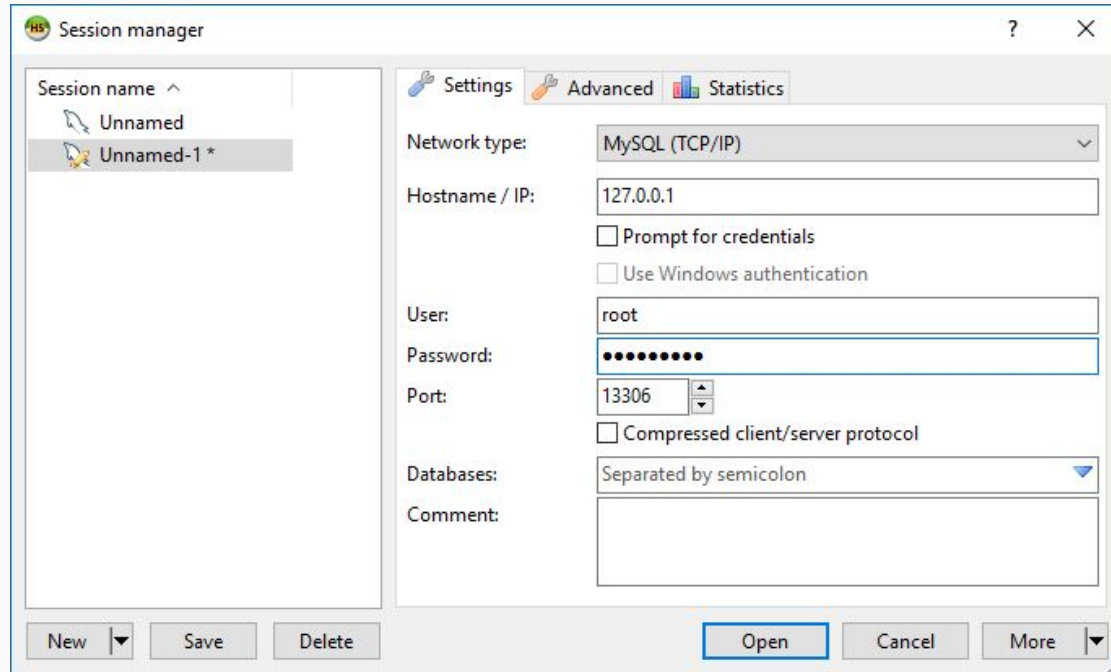 HS Session manager ?
Session name
Unnamed
Unnamed-1 *
Settings Advanced Statistics
Network type: MySQL (TCP/IP)
Hostname / IP: 127.0.0.1
Prompt for credentials
Use Windows authentication
User: root
Password: ●●●●●●●●●
Port: 13306
Compressed client/server protocol
Databases: Separated by semicolon
Comment:
New Save Delete Open Cancel More